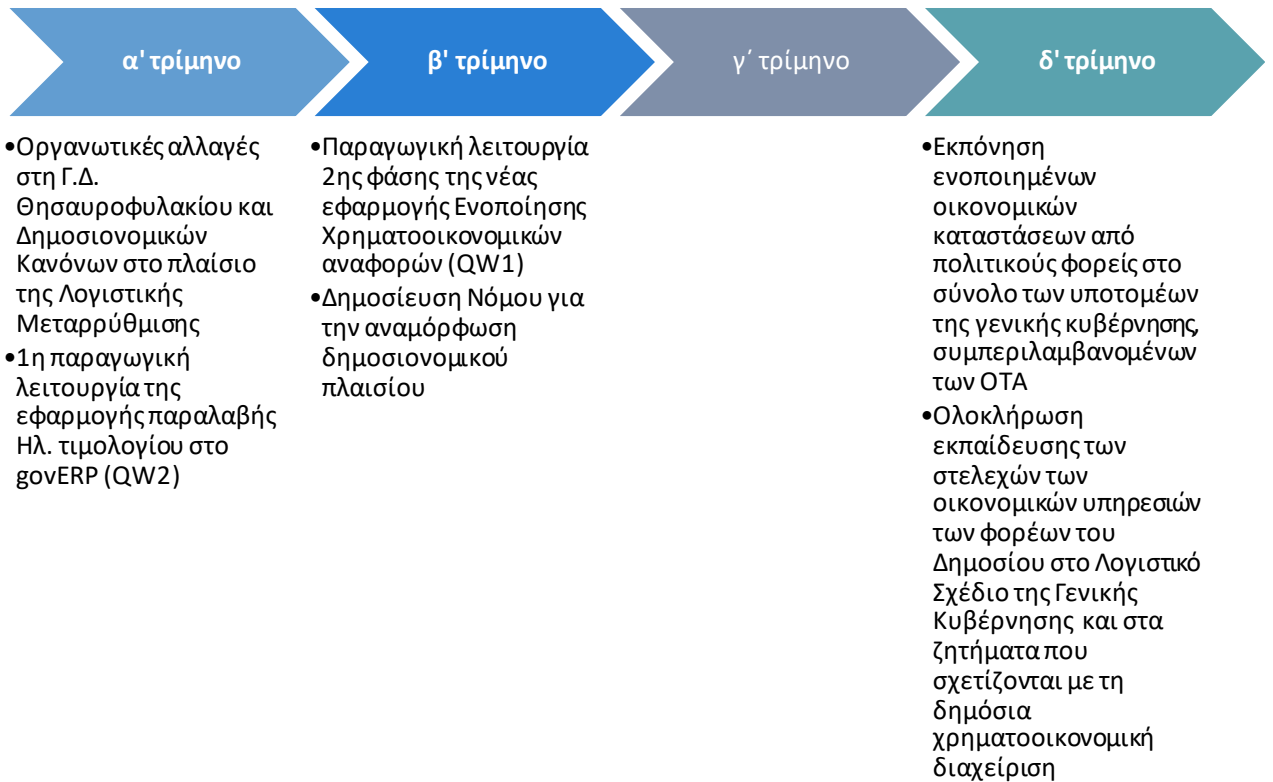 α' τρίμηνο
β' τρίμηνο
γ΄ τρίμηνο
δ' τρίμηνο
•Οργανωτικές αλλαγές
στη Γ.Δ.
Θησαυροφυλακίου και
Δημοσιονομικών
Κανόνων στο πλαίσιο
της Λογιστικής
Μεταρρύθμισης
•1η παραγωγική
λειτουργία της
εφαρμογής παραλαβής
Ηλ. τιμολογίου στο
govERP (QW2)
•Παραγωγική λειτουργία
2ης φάσης της νέας
εφαρμογής Ενοποίησης
Χρηματοοικονομικών
αναφορών (QW1)
•Δημοσίευση Νόμου για
την αναμόρφωση
δημοσιονομικού
πλαισίου
•Εκπόνηση
ενοποιημένων
οικονομικών
καταστάσεων από
πολιτικούς φορείς στο
σύνολο των υποτομέων
της γενικής κυβέρνησης,
συμπεριλαμβανομένων
των ΟΤΑ
•Ολοκλήρωση
εκπαίδευσης των
στελεχών των
οικονομικών υπηρεσιών
των φορέων του
Δημοσίου στο Λογιστικό
Σχέδιο της Γενικής
Κυβέρνησης και στα
ζητήματα που
σχετίζονται με τη
δημόσια
χρηματοοικονομική
διαχείριση